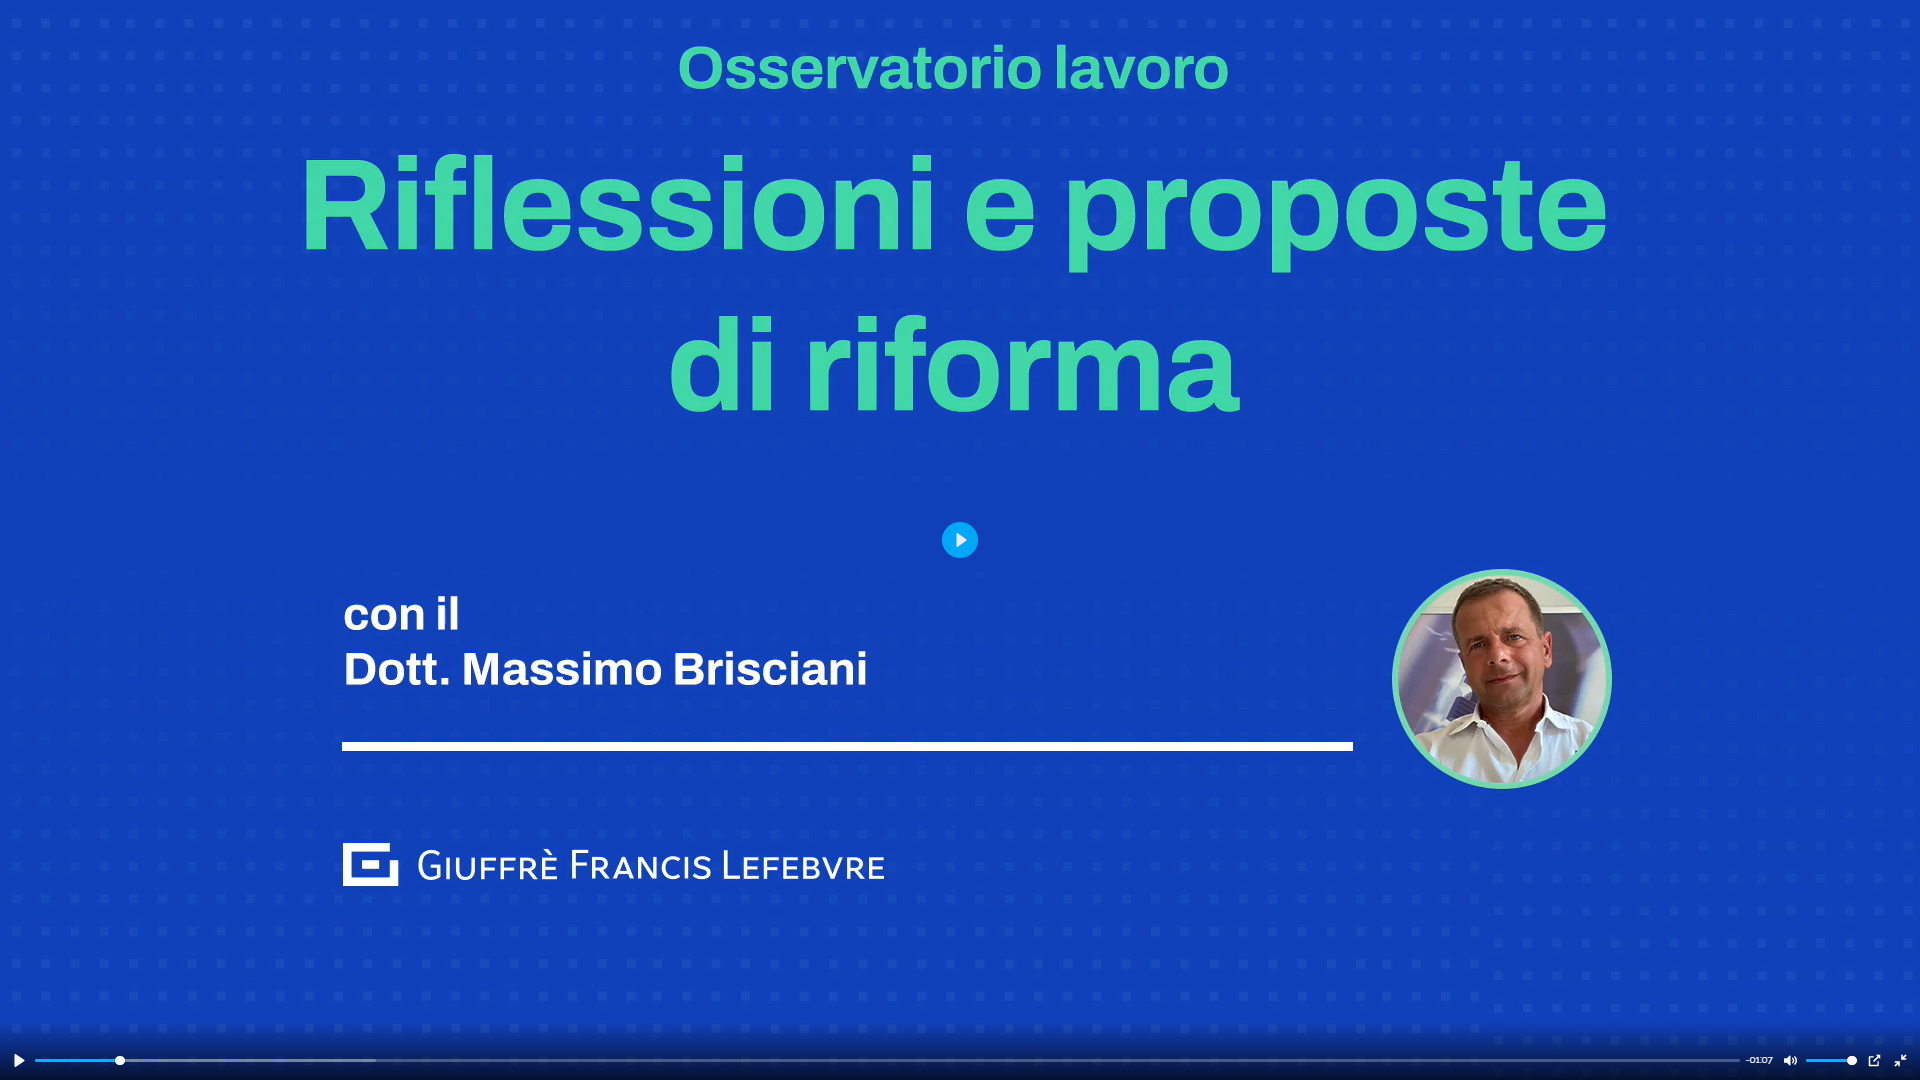 Osservatorio lavoro
Riflessioni e proposte
di riforma
con il
Dott. Massimo Brisciani
Giuffrè Francis Lefebvre
-01:07